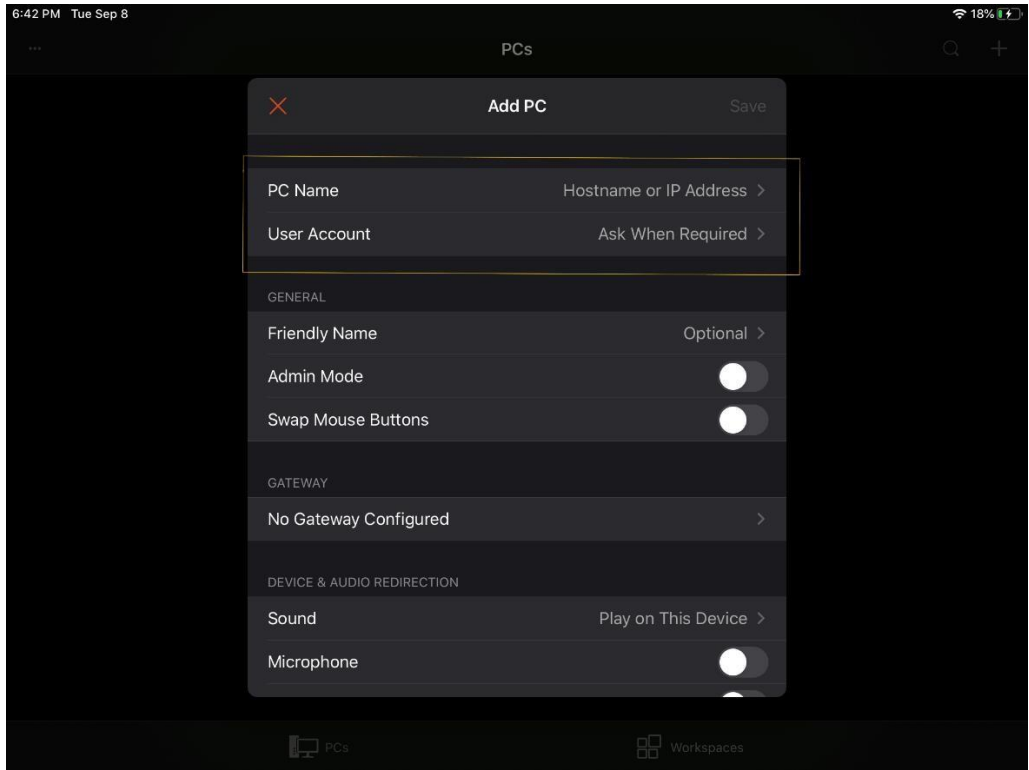 6:42 PM Tue Sep 8 18%
... PCs
Add PC Save
PC Name Hostname or IP Address
User Account Ask When Required
GENERAL
Friendly Name Optional
Admin Mode
Swap Mouse Buttons
GATEWAY
No Gateway Configured
DEVICE & AUDIO REDIRECTION
Sound Play on This Device
Microphone
PCs Workspaces